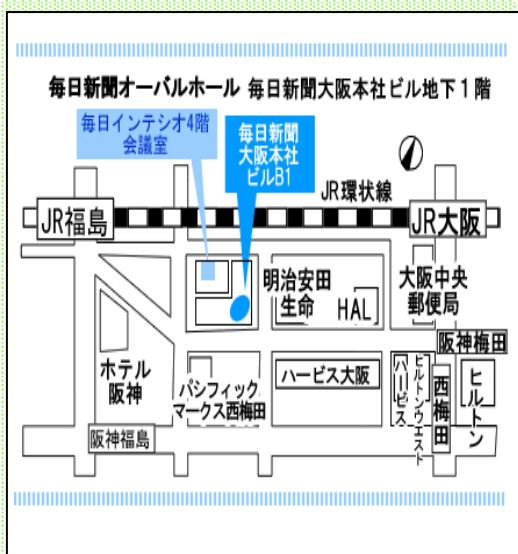 毎日新聞オーバルホール 毎日新聞大阪本社ビル地下1階
毎日インテシオ4階
会議室
毎日新聞
大阪本社
ビルB1
JR環状線
JR福島
JR大阪
明治安田
生命
HAL
大阪中央
郵便局
阪神梅田
ホテル
阪神
パシフィック
マークス西梅田
ハービス大阪
ハービス
ヒルトンウエスト
西梅田
ヒルトン
阪神福島